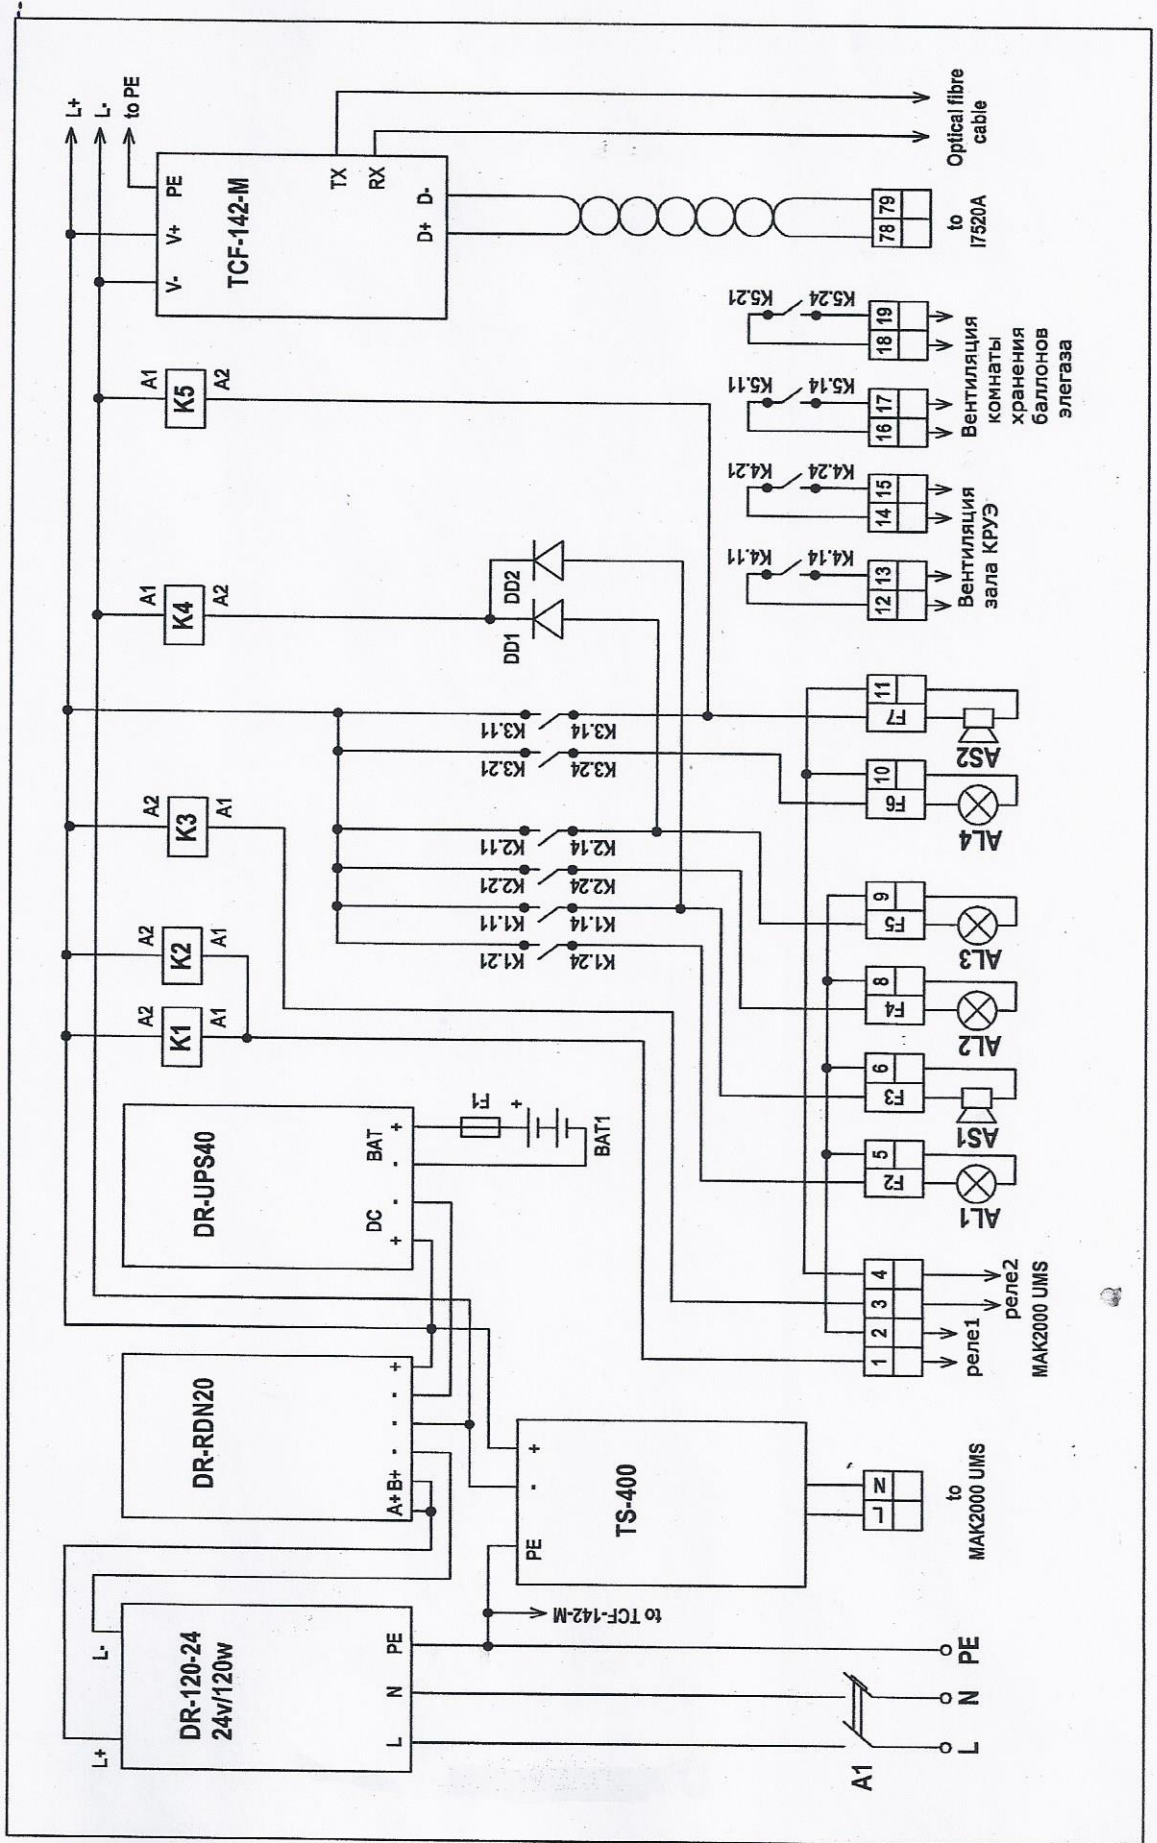 L+
L-
DR-120-24
24v/120w
L
N
PE
A1
L
N
PE
to TCF-142-M
DR-RDN20
A+
B+
-
-
-
+
TS-400
PE
-
+
L
N
to
MAK2000 UMS
DR-UPS40
DC
BAT
+
-
-
+
F1
+
BAT1
1
2
3
4
реле1
реле2
MAK2000 UMS
A2
K1
A1
A2
K2
A1
A2
K3
A1
K1.21
K1.24
K1.11
K1.14
K2.21
K2.24
K2.11
K2.14
K3.21
K3.24
K3.11
K3.14
F2
5
AL1
F3
6
AS1
F4
8
AL2
F5
9
AL3
F6
10
AL4
F7
11
AS2
A1
K4
A2
DD1
DD2
A1
K5
A2
K4.11
K4.14
12
13
K4.21
K4.24
14
15
Вентиляция
зала КРУЭ
K5.11
K5.14
16
17
K5.21
K5.24
18
19
Вентиляция
комнаты
хранения
баллонов
элегаза
L+
L-
to PE
V-
V+
PE
TCF-142-M
TX
RX
D+
D-
78
79
to
I7520A
Optical fibre
cable